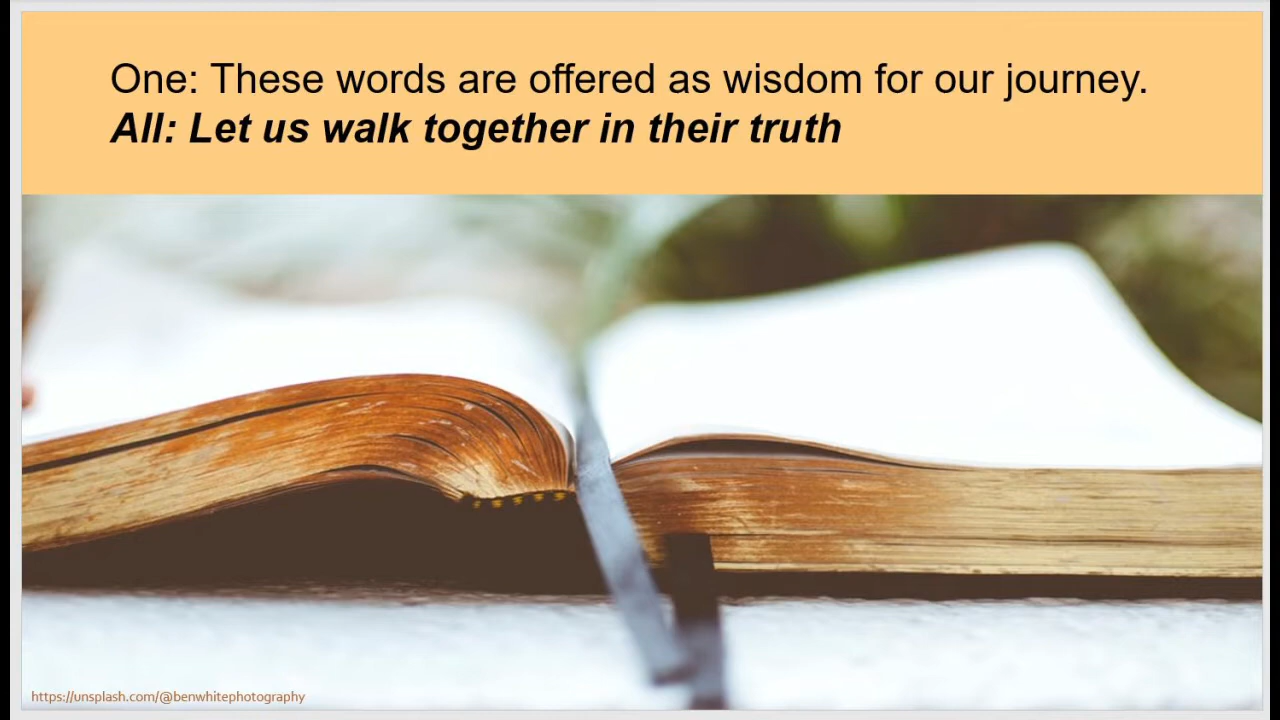 One: These words are offered as wisdom for our journey.
All: Let us walk together in their truth
https://unsplash.com/@benwhitephotography